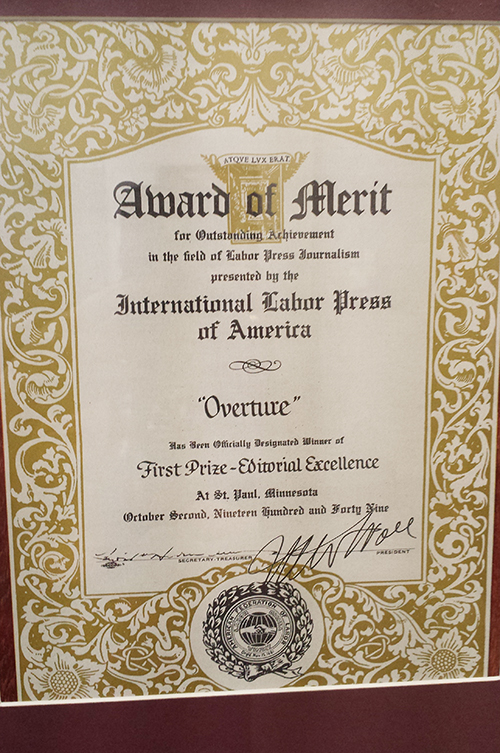 ATQVE LVX ERAT
Award of Merit
for Outstanding Achievement
in the field of Labor Press Journalism
presented by the
International Labor Press
of America
"Overture"
Has Been Officially Designated Winner of
First Prize-Editorial Excellence
At St. Paul, Minnesota
October Second, Nineteen Hundred and Forty Nine
SECRETARY-TREASURER
PRESIDENT
AMERICAN FEDERATION OF LABOR